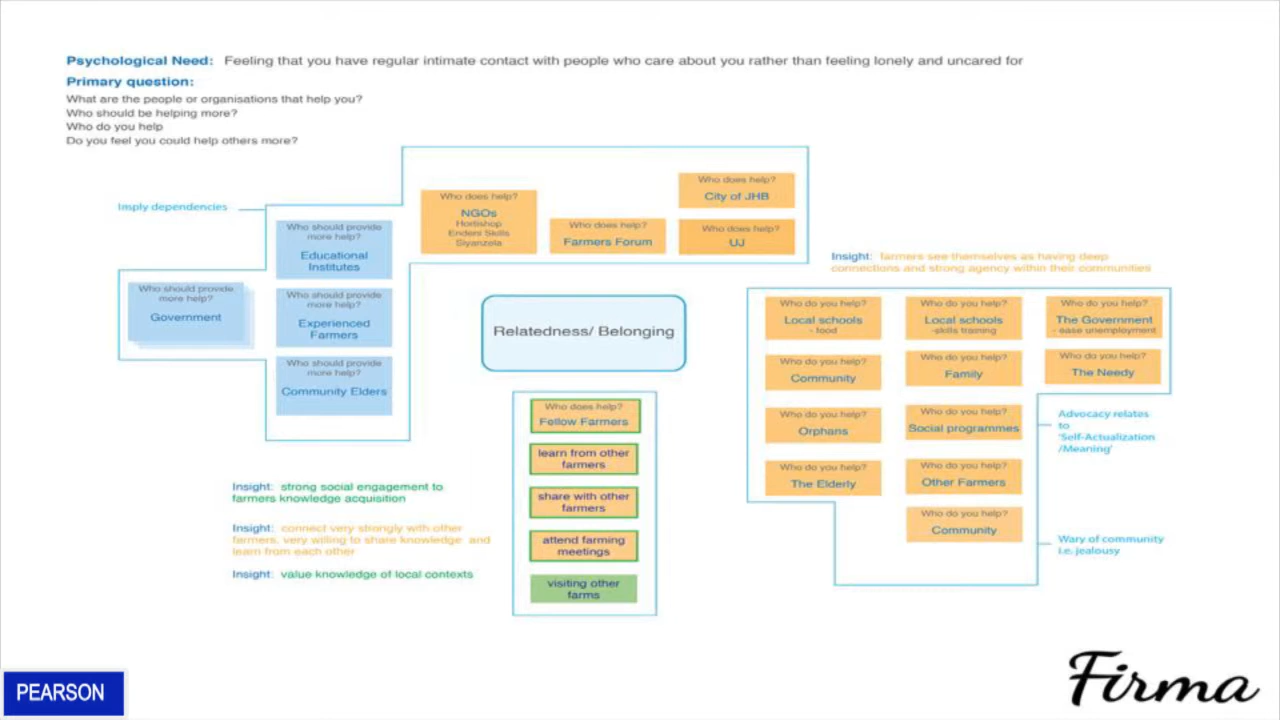 Psychological Need: Feeling that you have regular intimate contact with people who care about you rather than feeling lonely and uncared for
Primary question:
What are the people or organisations that help you?
Who should be helping more?
Who do you help
Do you feel you could help others more?
Imply dependencies
Who should provide
more help?
Educational
Institutes
Who should provide
more help?
Government
Who should provide
more help?
Experienced
Farmers
Who should provide
more help?
Community Elders
Who does help?
NGOs
Hortishop
Enders Skills
Siyanzela
Who does help?
Farmers Forum
Who does help?
City of JHB
Who does help?
UJ
Relatedness/ Belonging
Insight: farmers see themselves as having deep
connections and strong agency within their communities
Who do you help?
Local schools
- food
Who do you help?
Local schools
-skills training
Who do you help?
The Government
- ease unemployment
Who do you help?
Community
Who do you help?
Family
Who do you help?
The Needy
Who do you help?
Orphans
Who do you help?
Social programmes
Who do you help?
The Elderly
Who do you help?
Other Farmers
Who do you help?
Community
Advocacy relates
to
'Self-Actualization
/Meaning'
Wary of community
i.e. jealousy
Who does help?
Fellow Farmers
learn from other
farmers
share with other
farmers
attend farming
meetings
visiting other
farms
Insight: strong social engagement to
farmers knowledge acquisition
Insight: connect very strongly with other
farmers, very willing to share knowledge and
learn from each other
Insight: value knowledge of local contexts
PEARSON
Firma